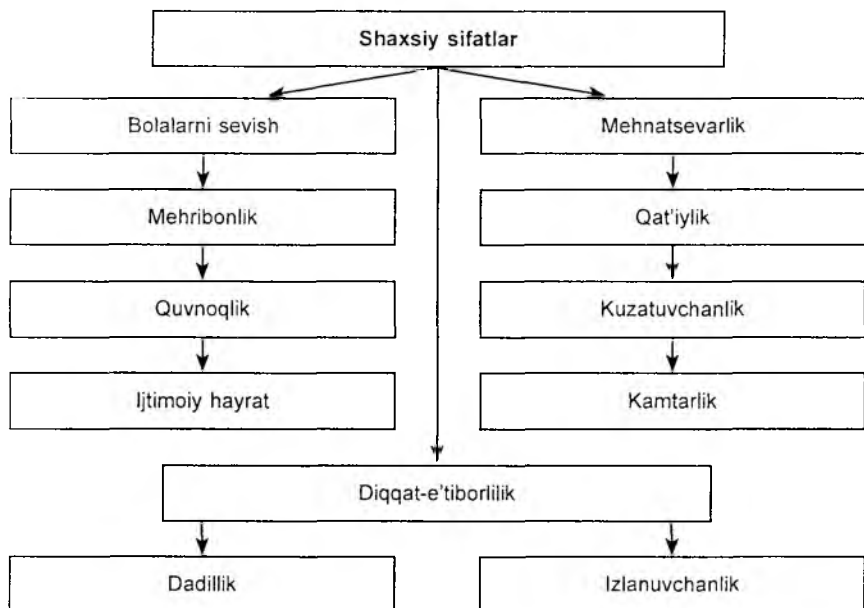 Shaxsiy sifatlar
Bolalarni sevish
Mehnatsevarlik
Mehribonlik
Qat'iylik
Quvnoqlik
Kuzatuvchanlik
Ijtimoiy hayrat
Kamtarlik
Diqqat-e'tiborlilik
Dadillik
Izlanuvchanlik